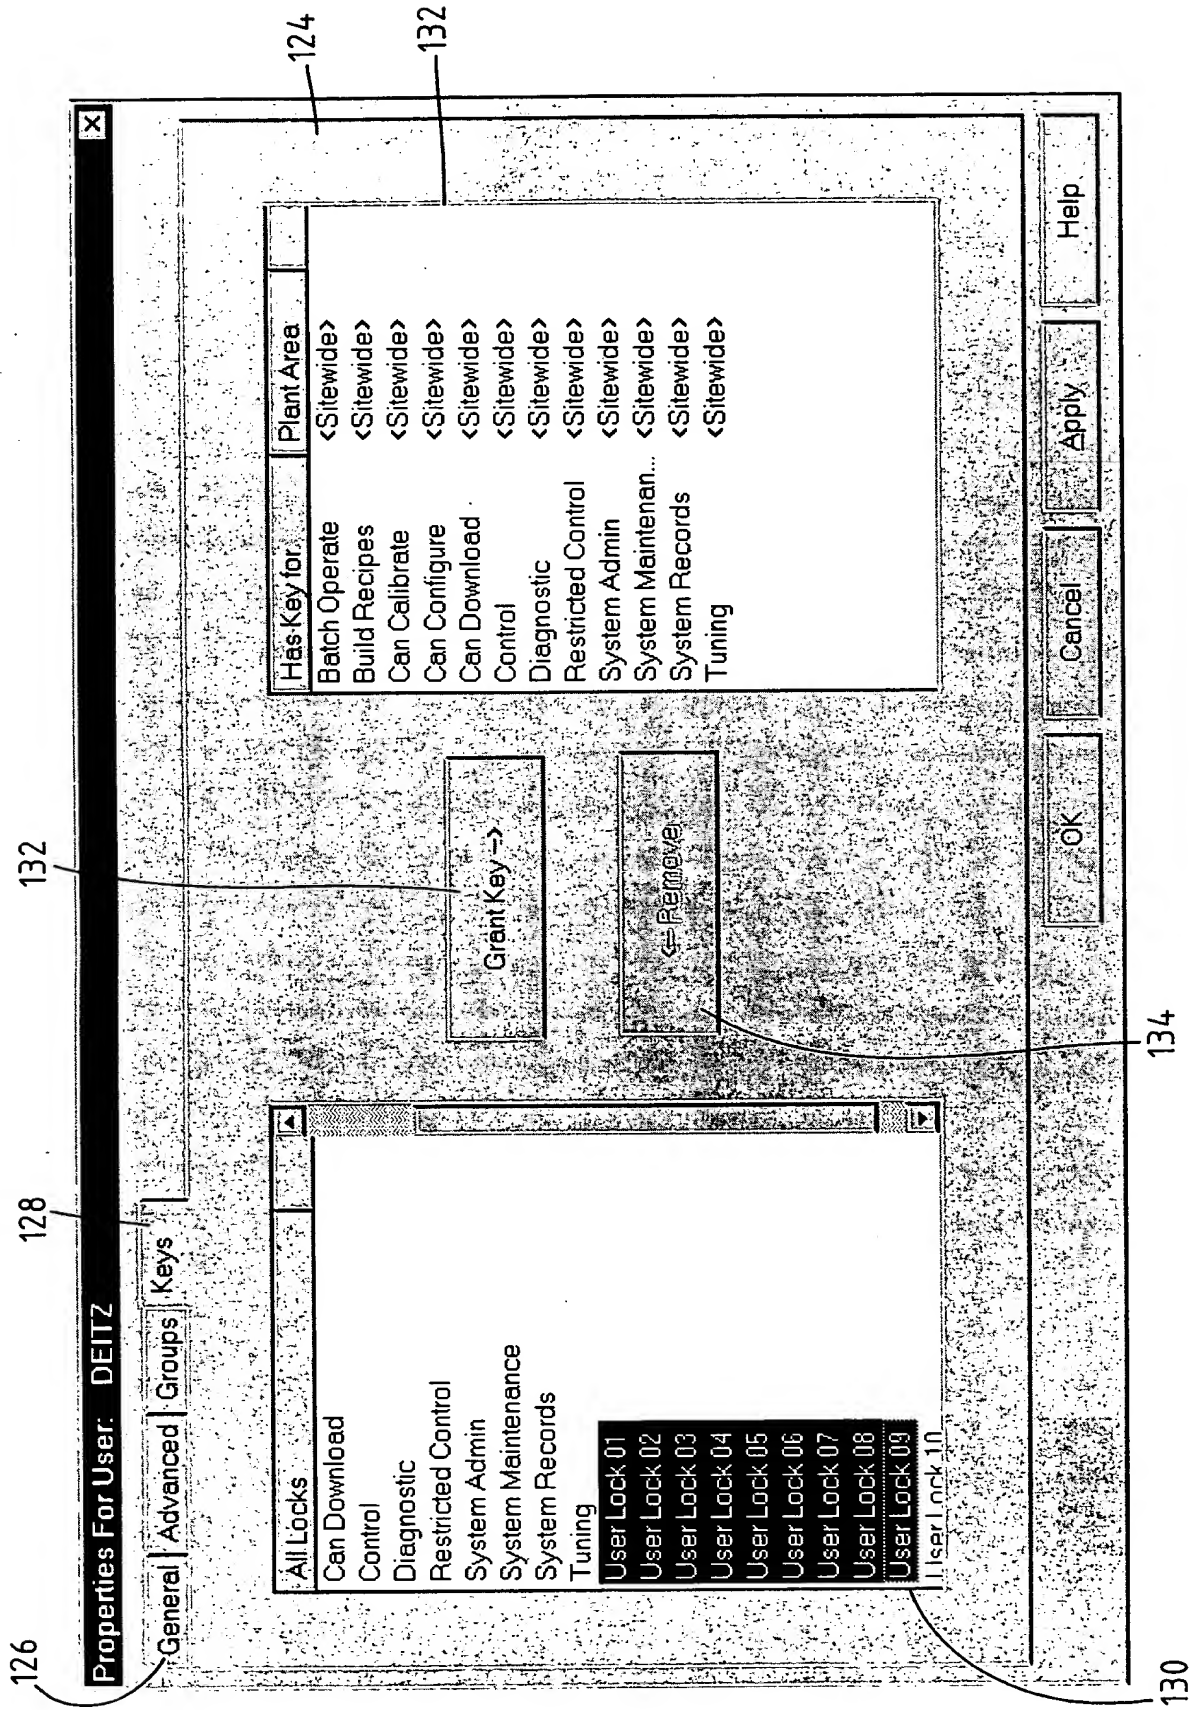 126
128
132
124
132
Properties For User: DEITZ
General Advanced Groups Keys
All Locks
Can Download
Control
Diagnostic
Restricted Control
System Admin
System Maintenance
System Records
Tuning
User Lock 01
User Lock 02
User Lock 03
User Lock 04
User Lock 05
User Lock 06
User Lock 07
User Lock 08
User Lock 09
User Lock 10
Grant Key -->
<-- Remove
Has Key for. Plant Area
Batch Operate <Sitewide>
Build Recipes <Sitewide>
Can Calibrate <Sitewide>
Can Configure <Sitewide>
Can Download <Sitewide>
Control <Sitewide>
Diagnostic <Sitewide>
Restricted Control <Sitewide>
System Admin <Sitewide>
System Maintenan... <Sitewide>
System Records <Sitewide>
Tuning <Sitewide>
OK Cancel Apply Help
130
134